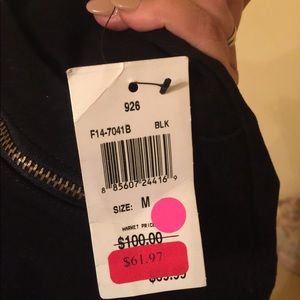 926
F14-7041B BLK
8 85607 24416 9
SIZE: M
MARKET PRICE
$100.00
$61.97